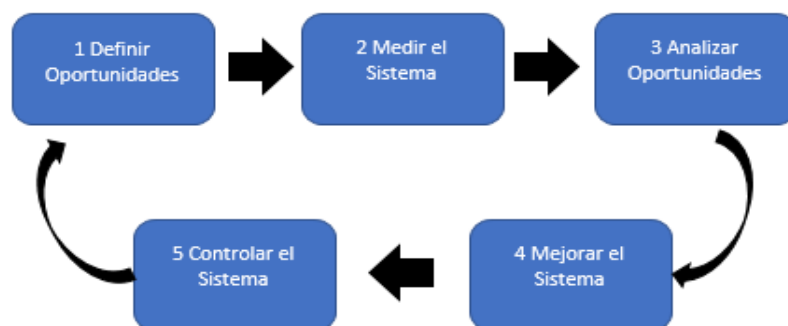 1 Definir
Oportunidades
2 Medir el
Sistema
3 Analizar
Oportunidades
4 Mejorar el
Sistema
5 Controlar el
Sistema